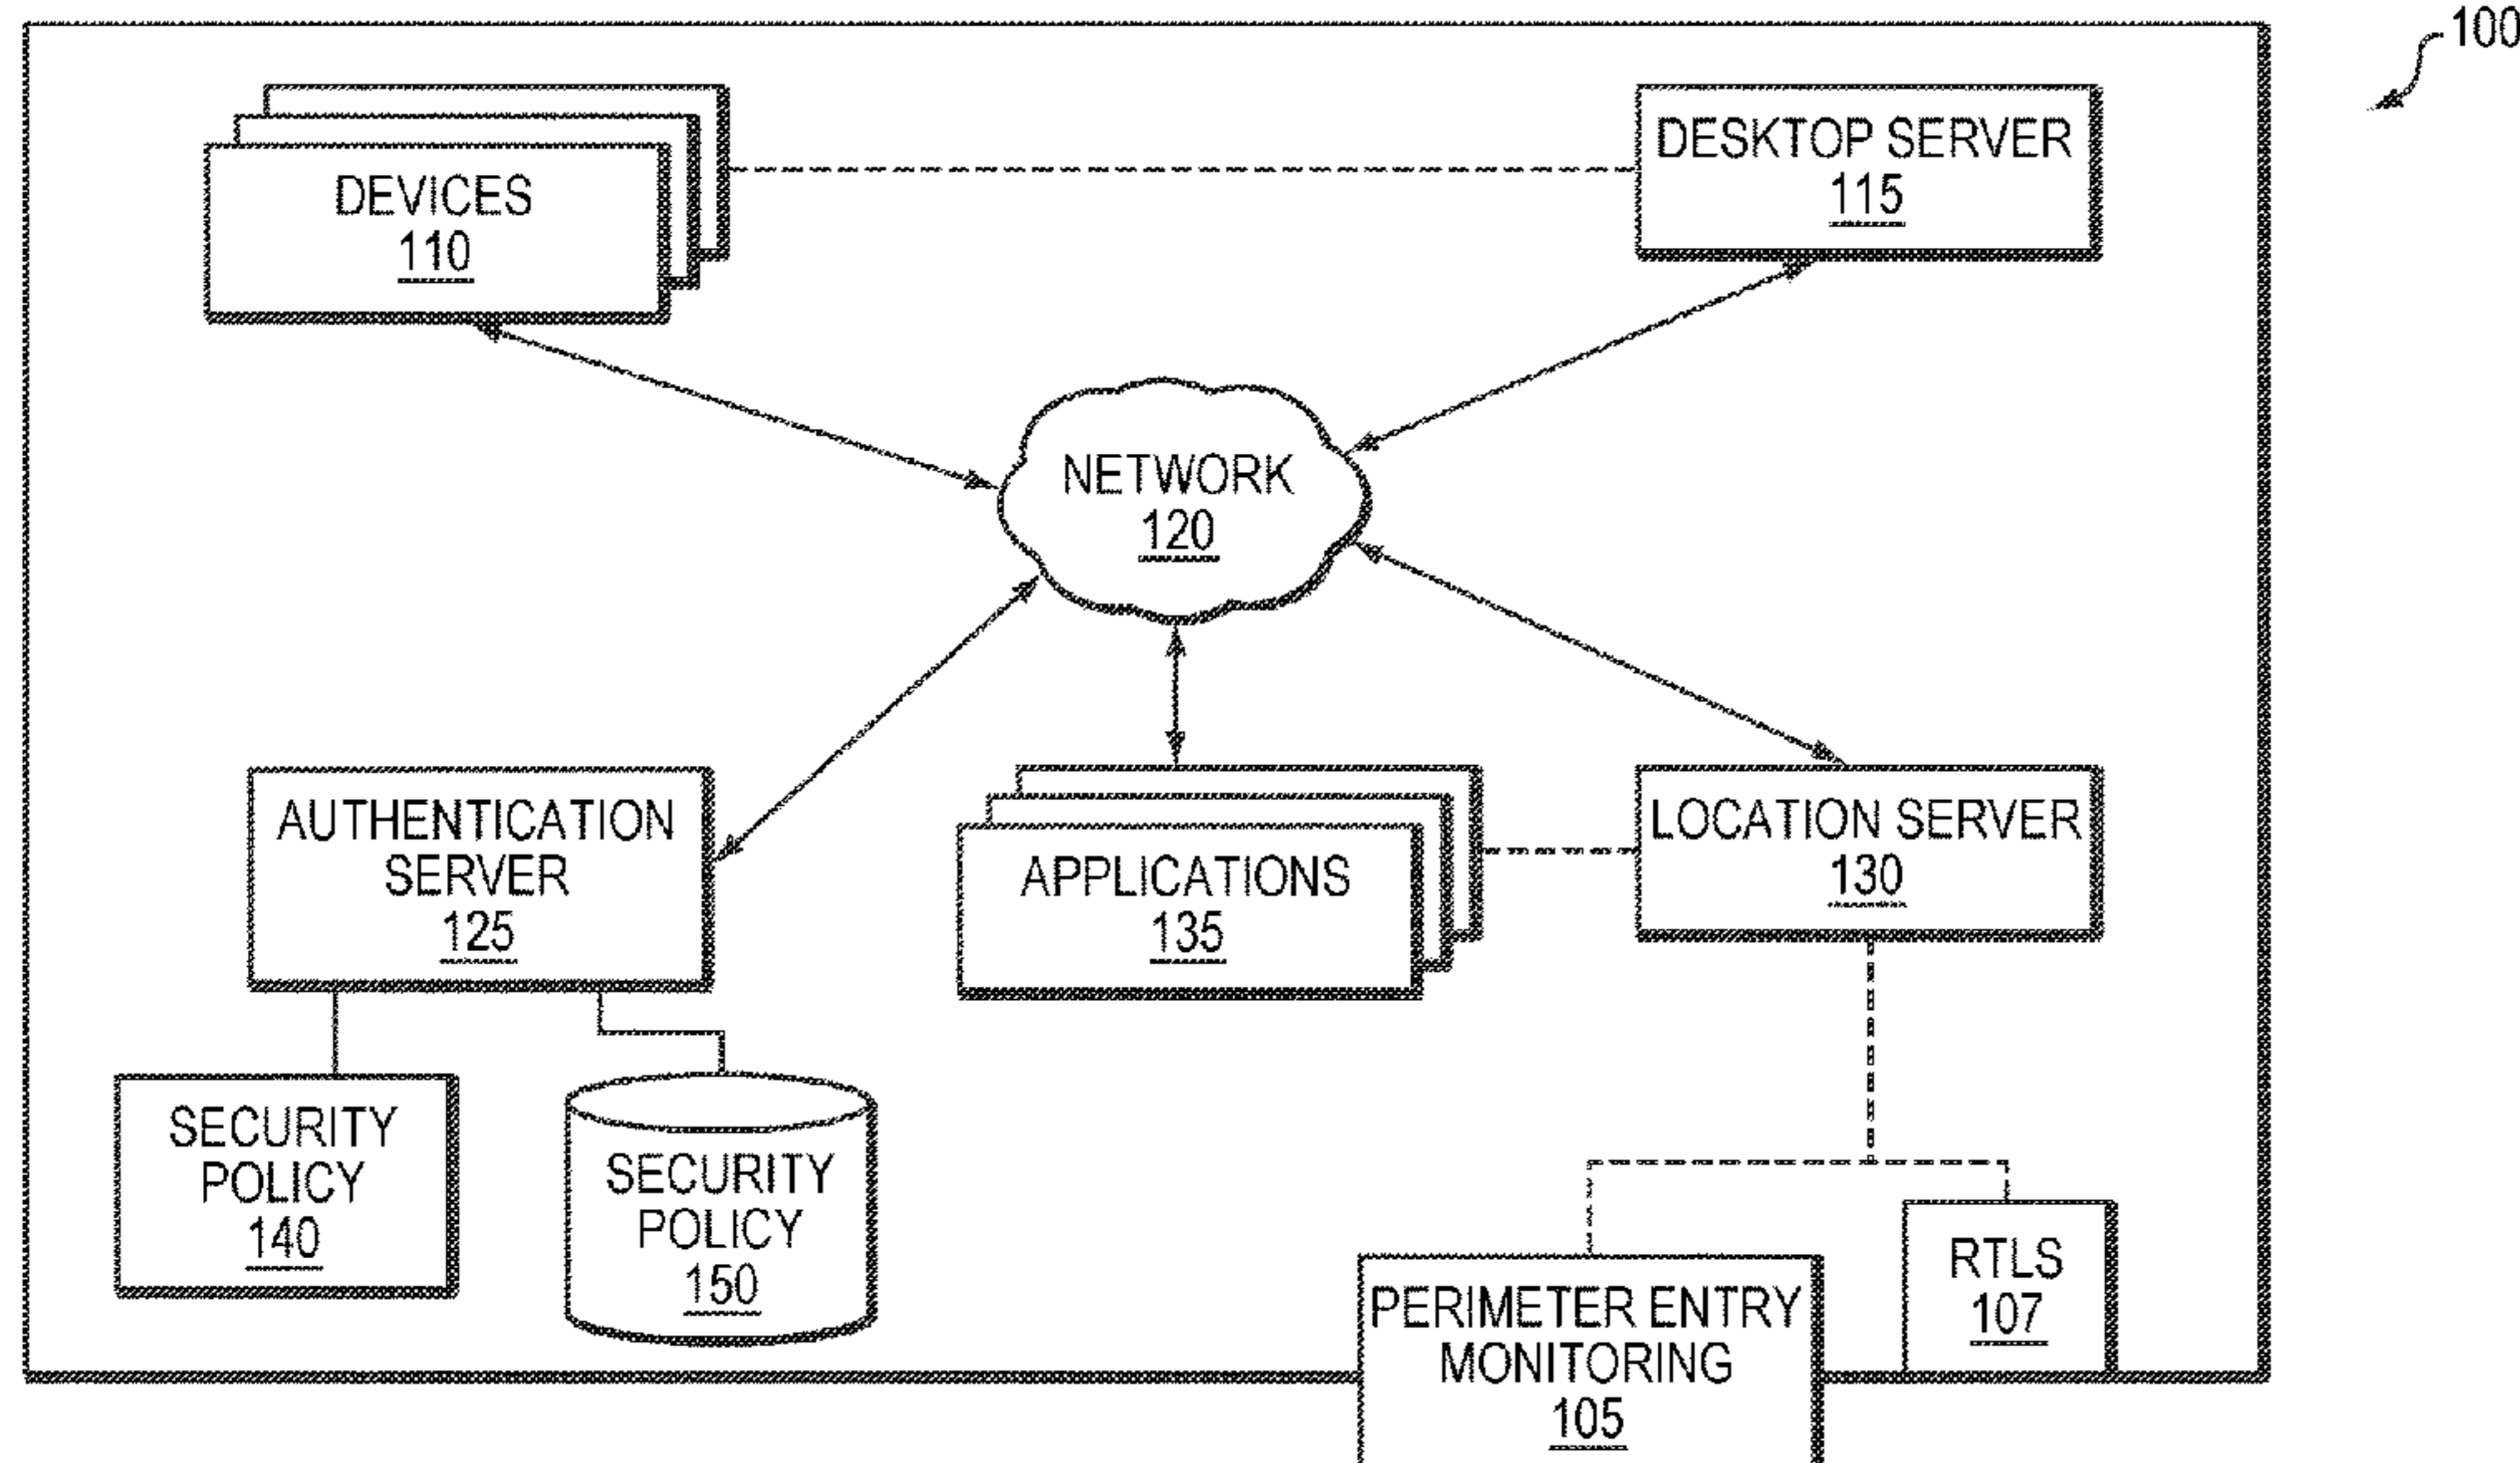 100
DEVICES
110
DESKTOP SERVER
115
NETWORK
120
AUTHENTICATION
SERVER
125
APPLICATIONS
135
LOCATION SERVER
130
SECURITY
POLICY
140
SECURITY
POLICY
150
PERIMETER ENTRY
MONITORING
105
RTLS
107